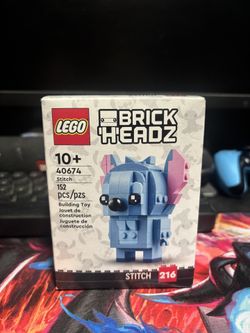 LEGO
BRICK
HEADZ
10+
40674
Stitch
152
pcs/pzs
Building Toy
Jouet de
construction
Juguete de
construcción
STITCH 216